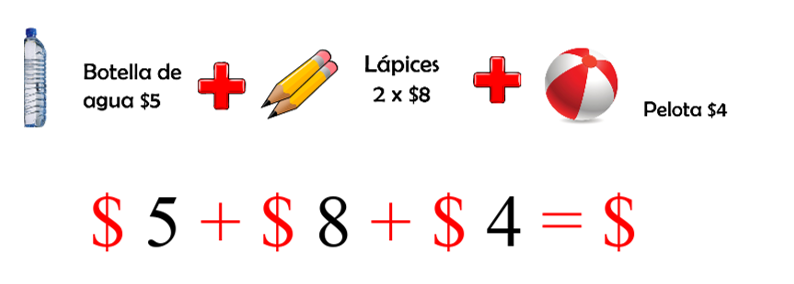 Botella de
agua $5
Lápices
2 x $8
Pelota $4
$ 5 + $ 8 + $ 4 = $